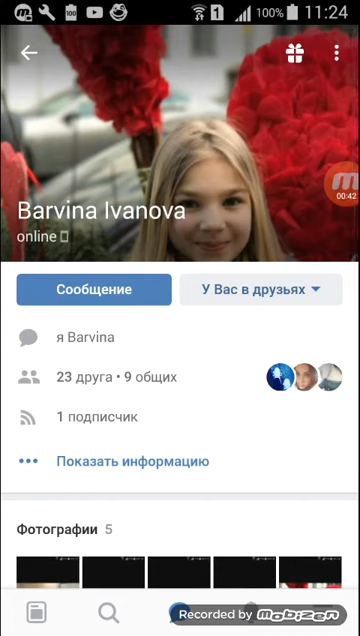 100% 11:24
00:42
Barvina Ivanova
online
Сообщение
У Вас в друзьях
я Barvina
23 друга • 9 общих
1 подписчик
Показать информацию
Фотографии 5
Recorded by Mobizen